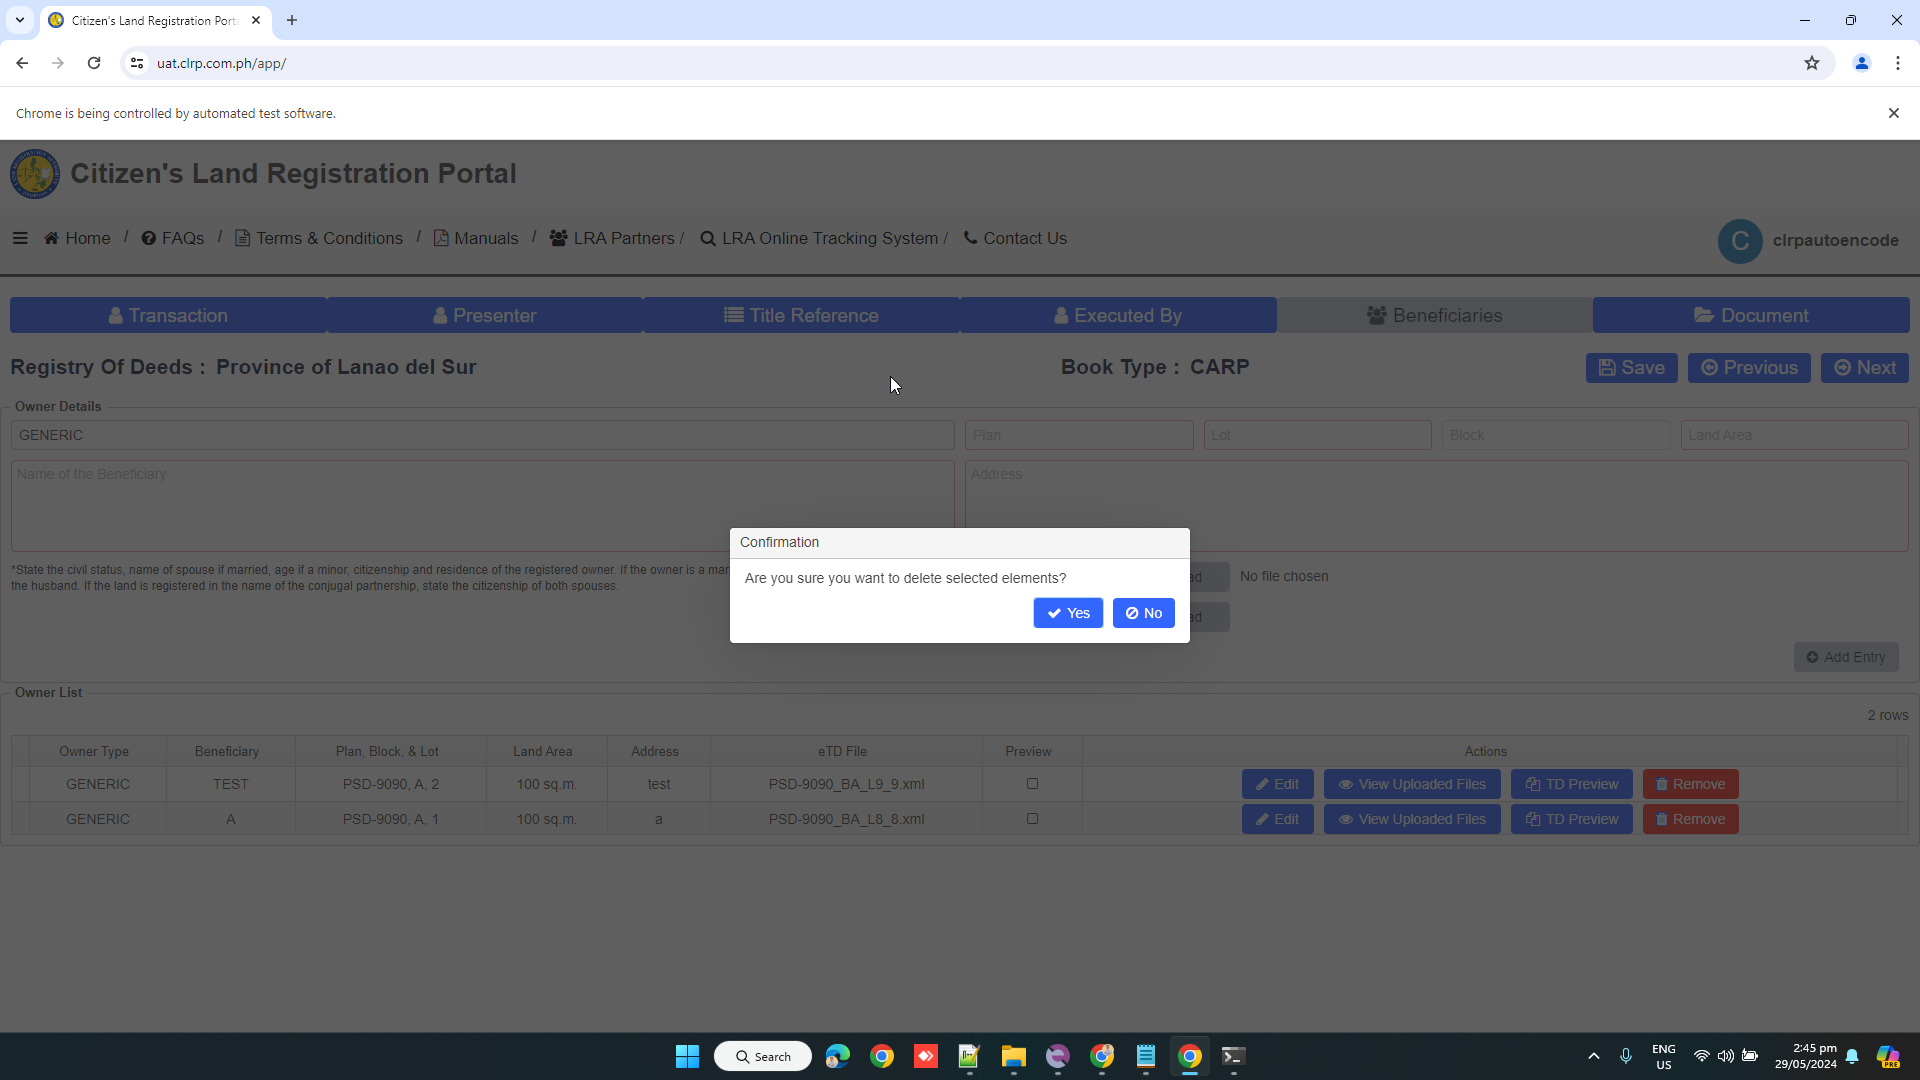 Citizen's Land Registration Porta
uat.clrp.com.ph/app/
Chrome is being controlled by automated test software.
Citizen's Land Registration Portal
Home / FAQs / Terms & Conditions / Manuals / LRA Partners / LRA Online Tracking System / Contact Us
C clrpautoencode
Transaction Presenter Title Reference Executed By Beneficiaries Document
Registry Of Deeds : Province of Lanao del Sur Book Type : CARP Save Previous Next
Owner Details
GENERIC Plan Lot Block Land Area
Name of the Beneficiary Address
Confirmation
Are you sure you want to delete selected elements?
Yes No
*State the civil status, name of spouse if married, age if a minor, citizenship and residence of the registered owner. If the owner is a mar
the husband. If the land is registered in the name of the conjugal partnership, state the citizenship of both spouses.
ad No file chosen
ad
Add Entry
Owner List
2 rows
Owner Type Beneficiary Plan, Block, & Lot Land Area Address eTD File Preview Actions
GENERIC TEST PSD-9090, A, 2 100 sq.m. test PSD-9090_BA_L9_9.xml Edit View Uploaded Files TD Preview Remove
GENERIC A PSD-9090, A, 1 100 sq.m. a PSD-9090_BA_L8_8.xml Edit View Uploaded Files TD Preview Remove
Search
ENG
US
2:45 pm
29/05/2024
PRE